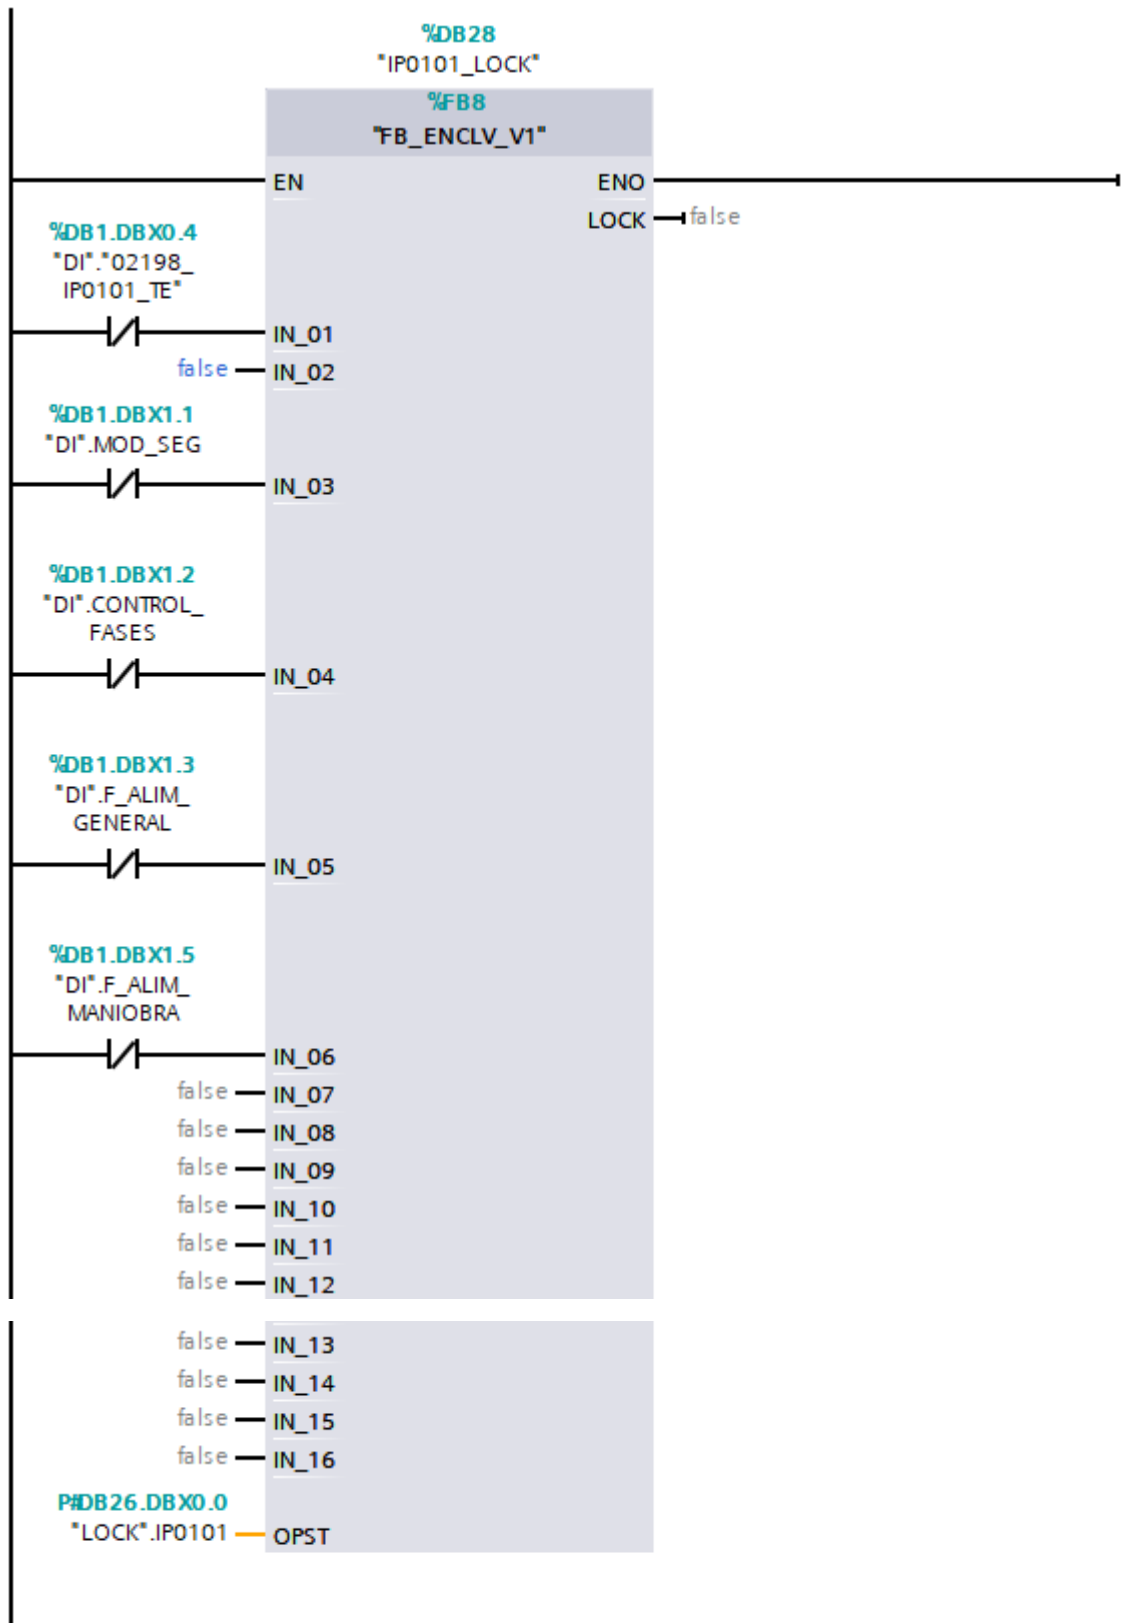 %DB28
"IP0101_LOCK"
%FB8
"FB_ENCLV_V1"
EN ENO
LOCK false
%DB1.DBX0.4
"DI"."02198_
IP0101_TE"
IN_01
false IN_02
%DB1.DBX1.1
"DI".MOD_SEG
IN_03
%DB1.DBX1.2
"DI".CONTROL_
FASES
IN_04
%DB1.DBX1.3
"DI".F_ALIM_
GENERAL
IN_05
%DB1.DBX1.5
"DI".F_ALIM_
MANIOBRA
IN_06
false IN_07
false IN_08
false IN_09
false IN_10
false IN_11
false IN_12
false IN_13
false IN_14
false IN_15
false IN_16
P#DB26.DBX0.0
"LOCK".IP0101 OPST